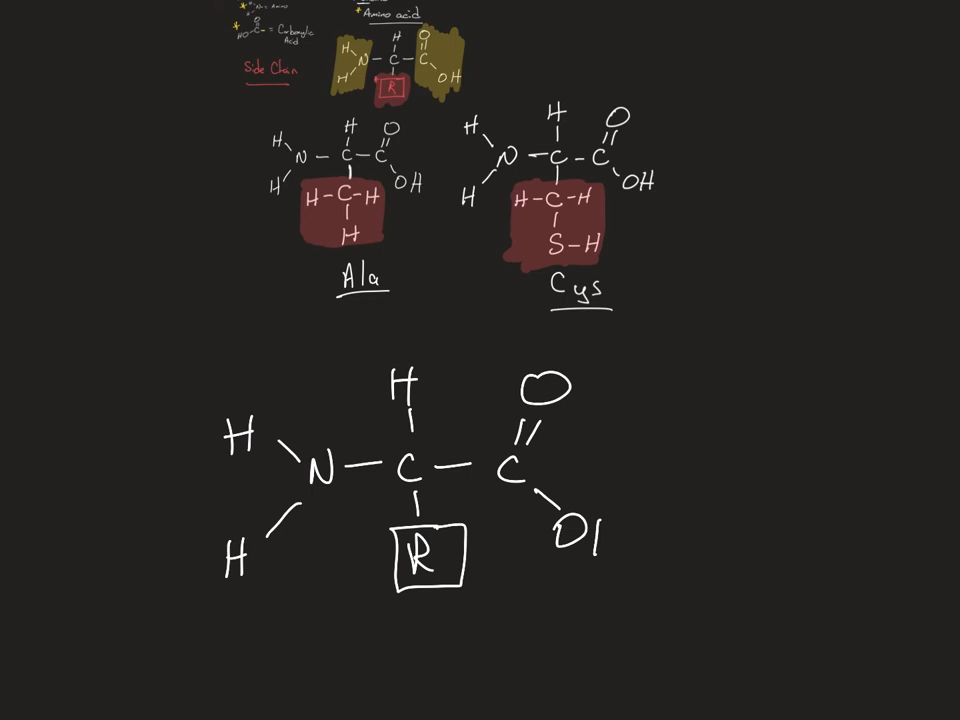 * Amino acid
HO C = Carboxylic
Acid
O
Side Chain
H H O
N – C – C
H R OH
H H O
H N – C – C
H OH
H – C – H
H
Ala
H H O
N – C – C
H OH
H – C – H
S – H
Cys
H H O
N – C – C
H R O